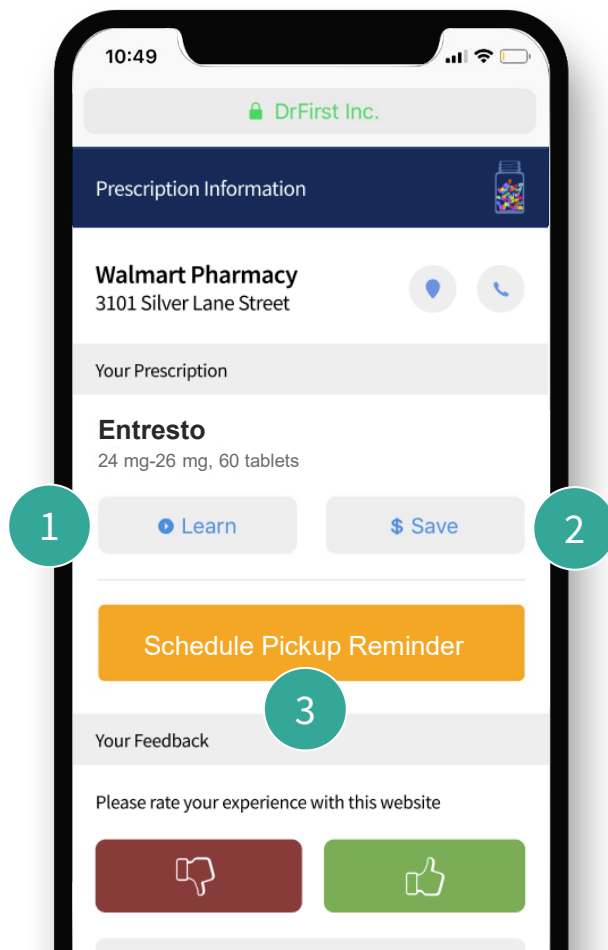 10:49
DrFirst Inc.
Prescription Information
Walmart Pharmacy
3101 Silver Lane Street
Your Prescription
Entresto
24 mg-26 mg, 60 tablets
1
Learn
$ Save
2
Schedule Pickup Reminder
3
Your Feedback
Please rate your experience with this website